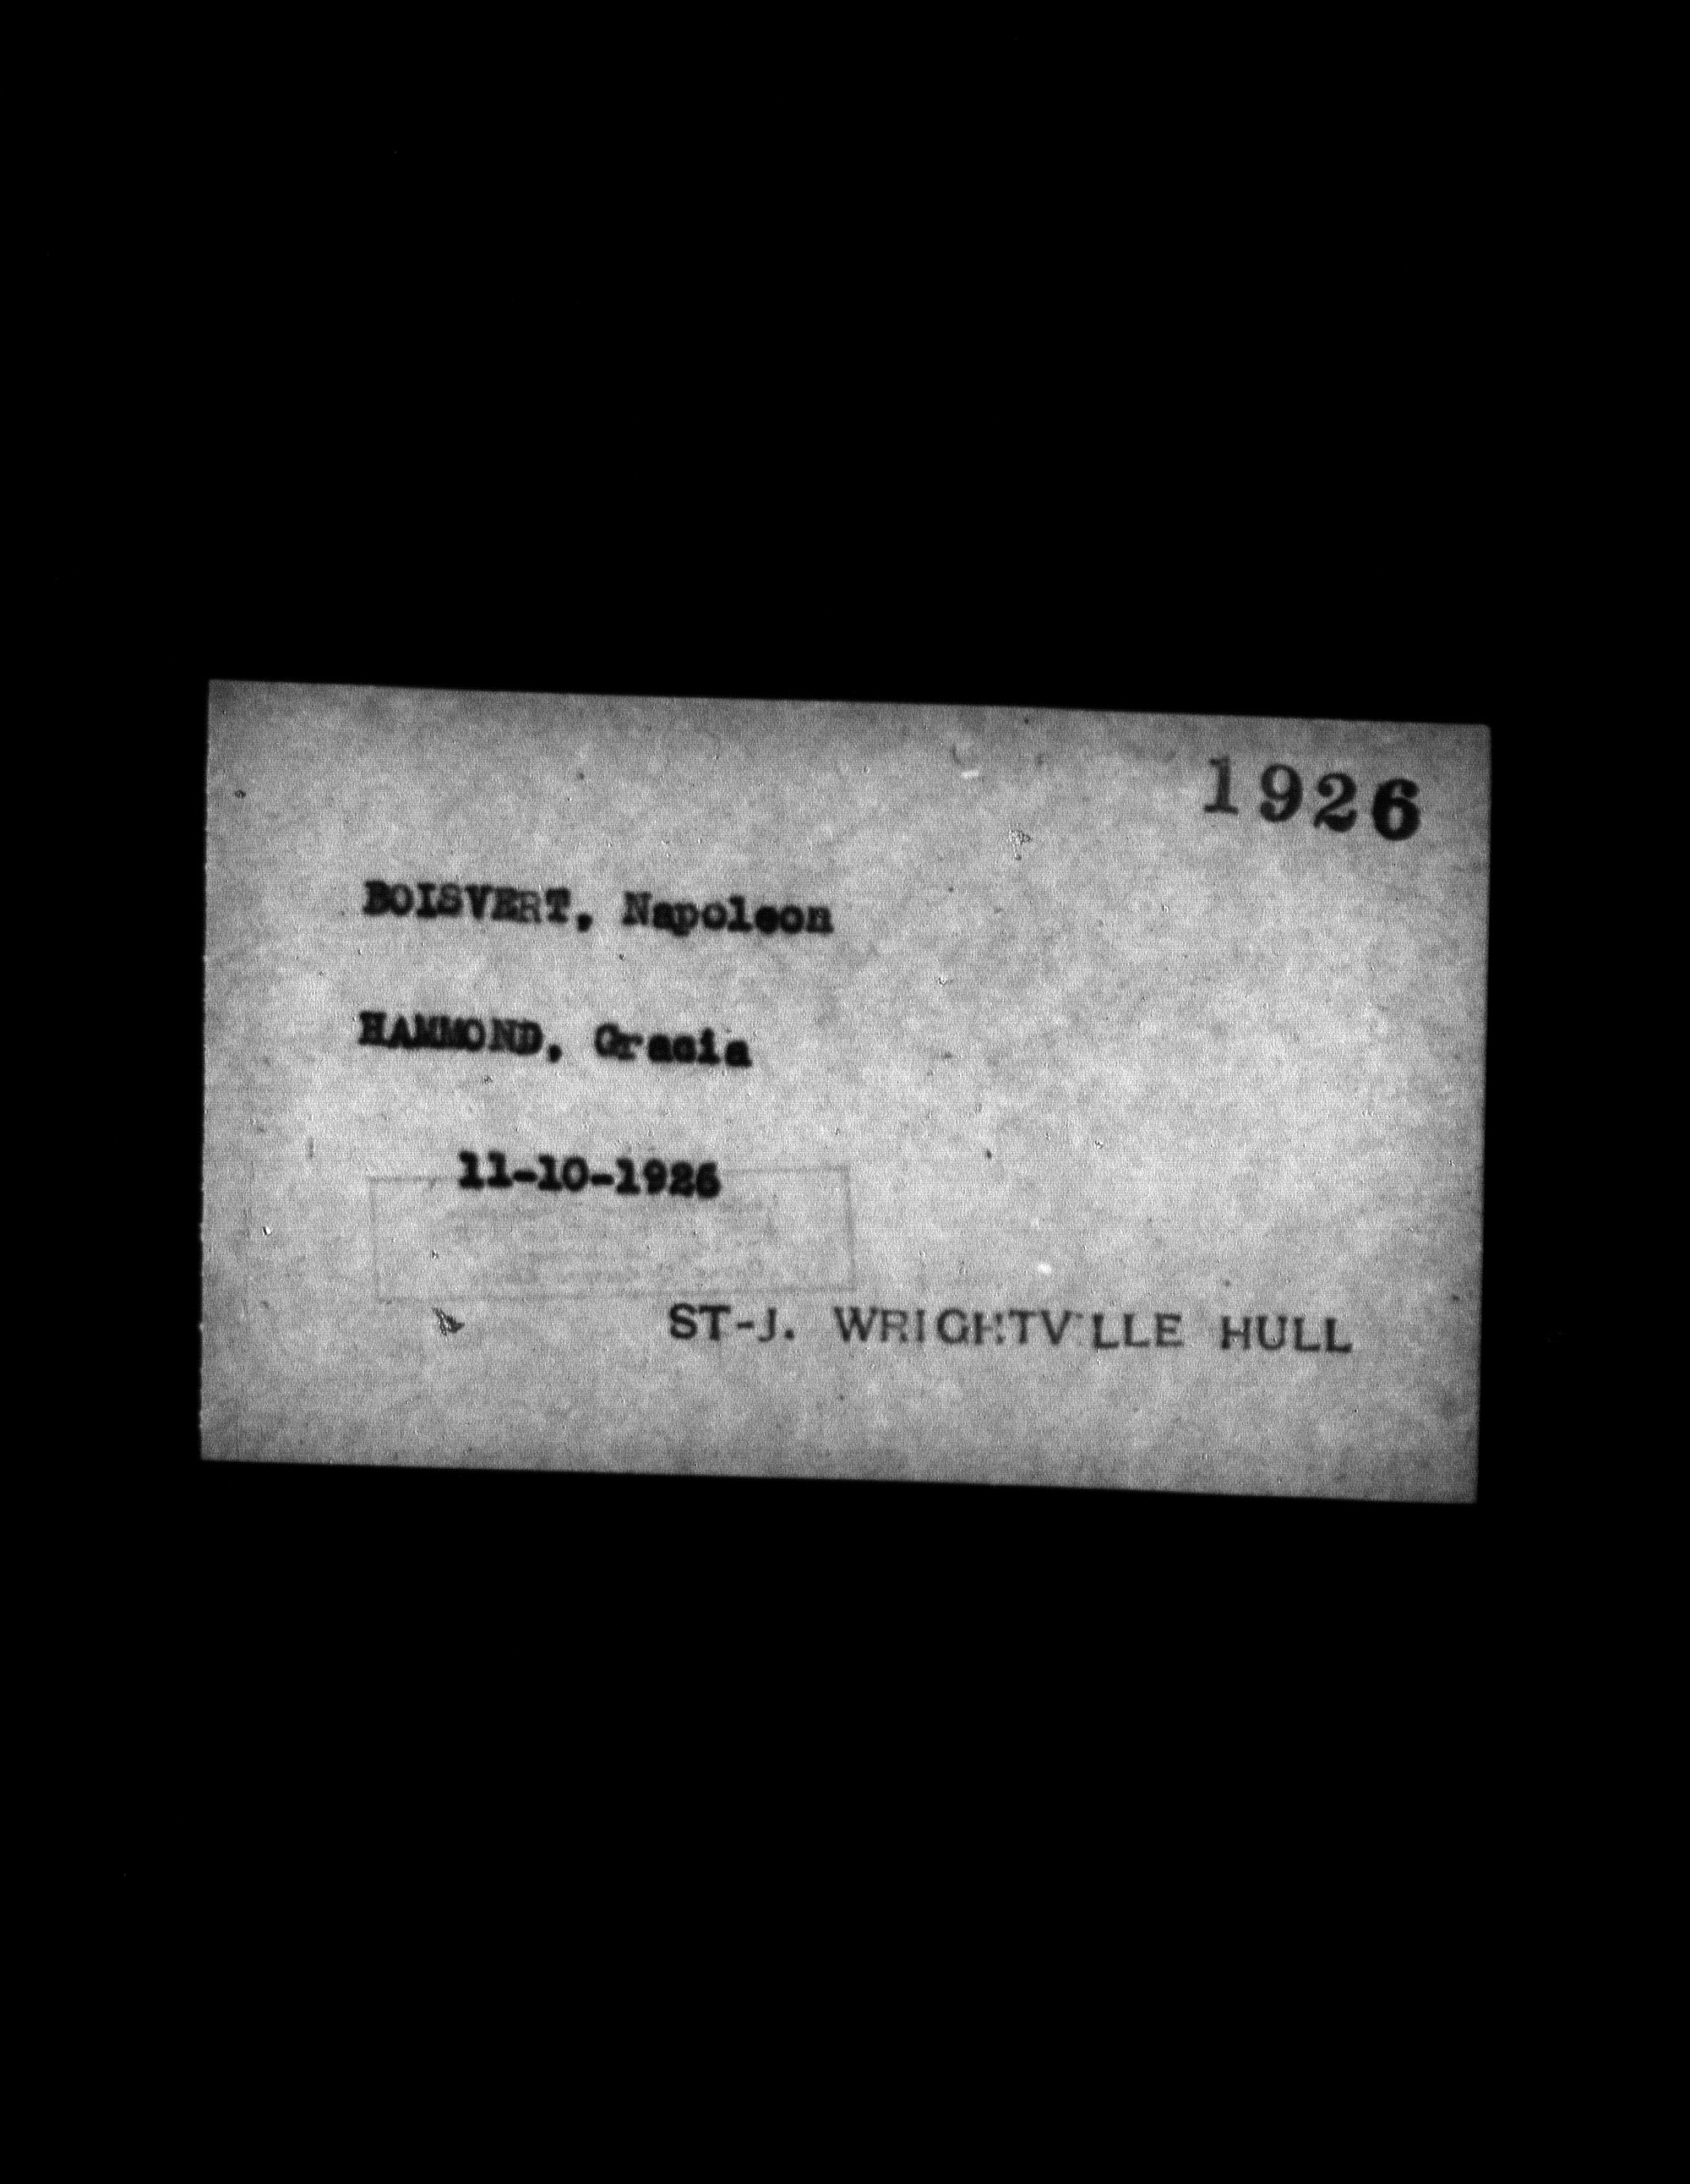 1926
BOISVERT, Napoleon
HAMMOND, Gracia
11-10-1926
ST-J. WRIGHTVILLE HULL